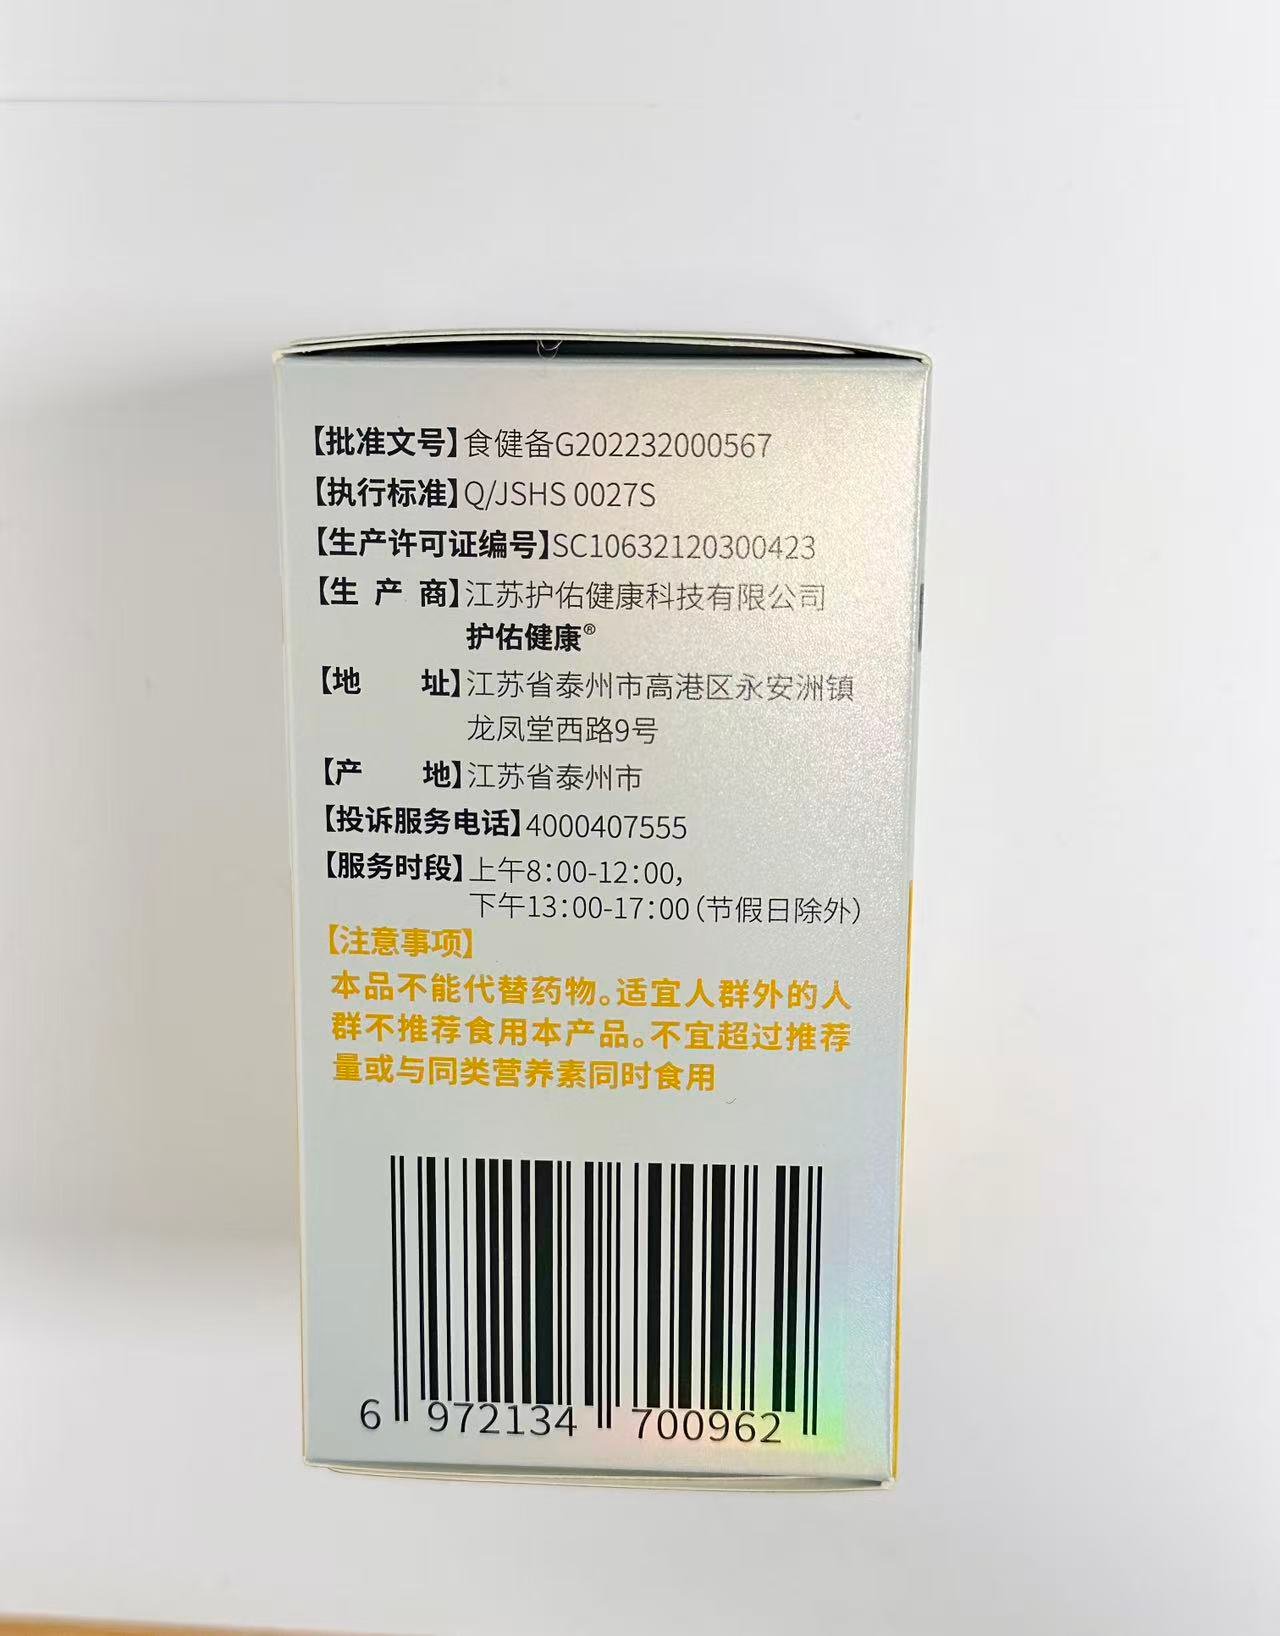 【批准文号】食健备G202232000567
【执行标准】Q/JSHS 0027S
【生产许可证编号】SC10632120300423
【生 产 商】江苏护佑健康科技有限公司
护佑健康®
【地 址】江苏省泰州市高港区永安洲镇
龙凤堂西路9号
【产 地】江苏省泰州市
【投诉服务电话】4000407555
【服务时段】上午8:00-12:00,
下午13:00-17:00(节假日除外)
【注意事项】
本品不能代替药物。适宜人群外的人
群不推荐食用本产品。不宜超过推荐
量或与同类营养素同时食用
6 972134 700962